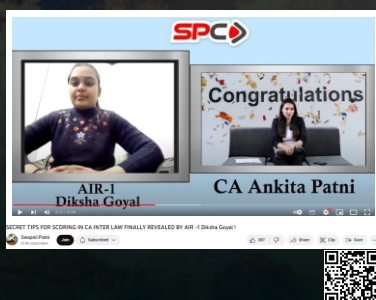 SPC
Congratulations
AIR-1
Diksha Goyal
CA Ankita Patni
SECRET TIPS FOR SCORING IN CA INTER LAW FINALLY REVEALED BY AIR -1 Diksha Goyal I
Swapnil Patni
Join
Subscribed
Share
Clip
Save